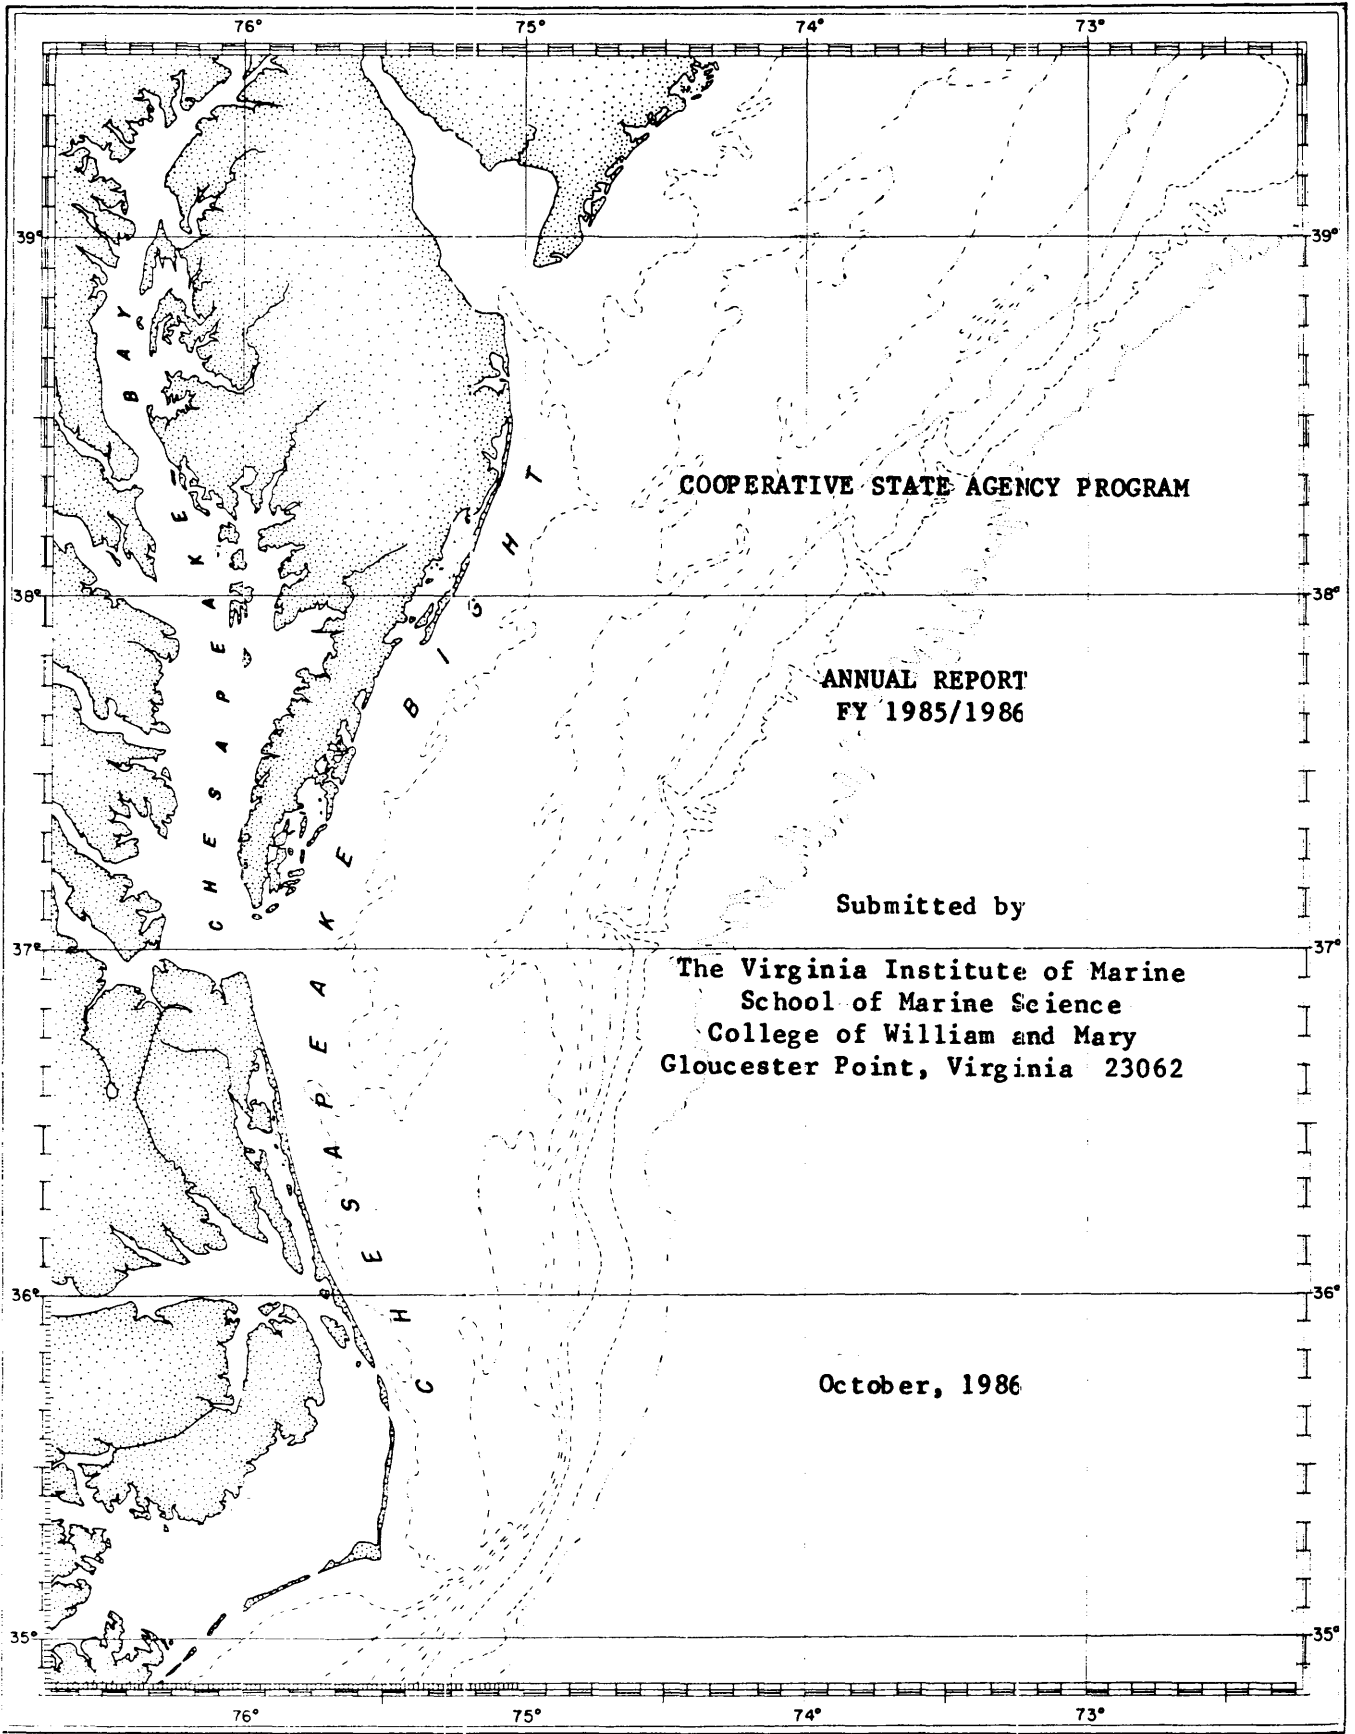 76° 75° 74° 73°
39° 39°
38° 38°
37° 37°
36° 36°
35° 35°
76° 75° 74° 73°
CHESAPEAKE BAY
CHESAPEAKE BIGHT
COOPERATIVE STATE AGENCY PROGRAM
ANNUAL REPORT
FY 1985/1986
Submitted by
The Virginia Institute of Marine
School of Marine Science
College of William and Mary
Gloucester Point, Virginia 23062
October, 1986